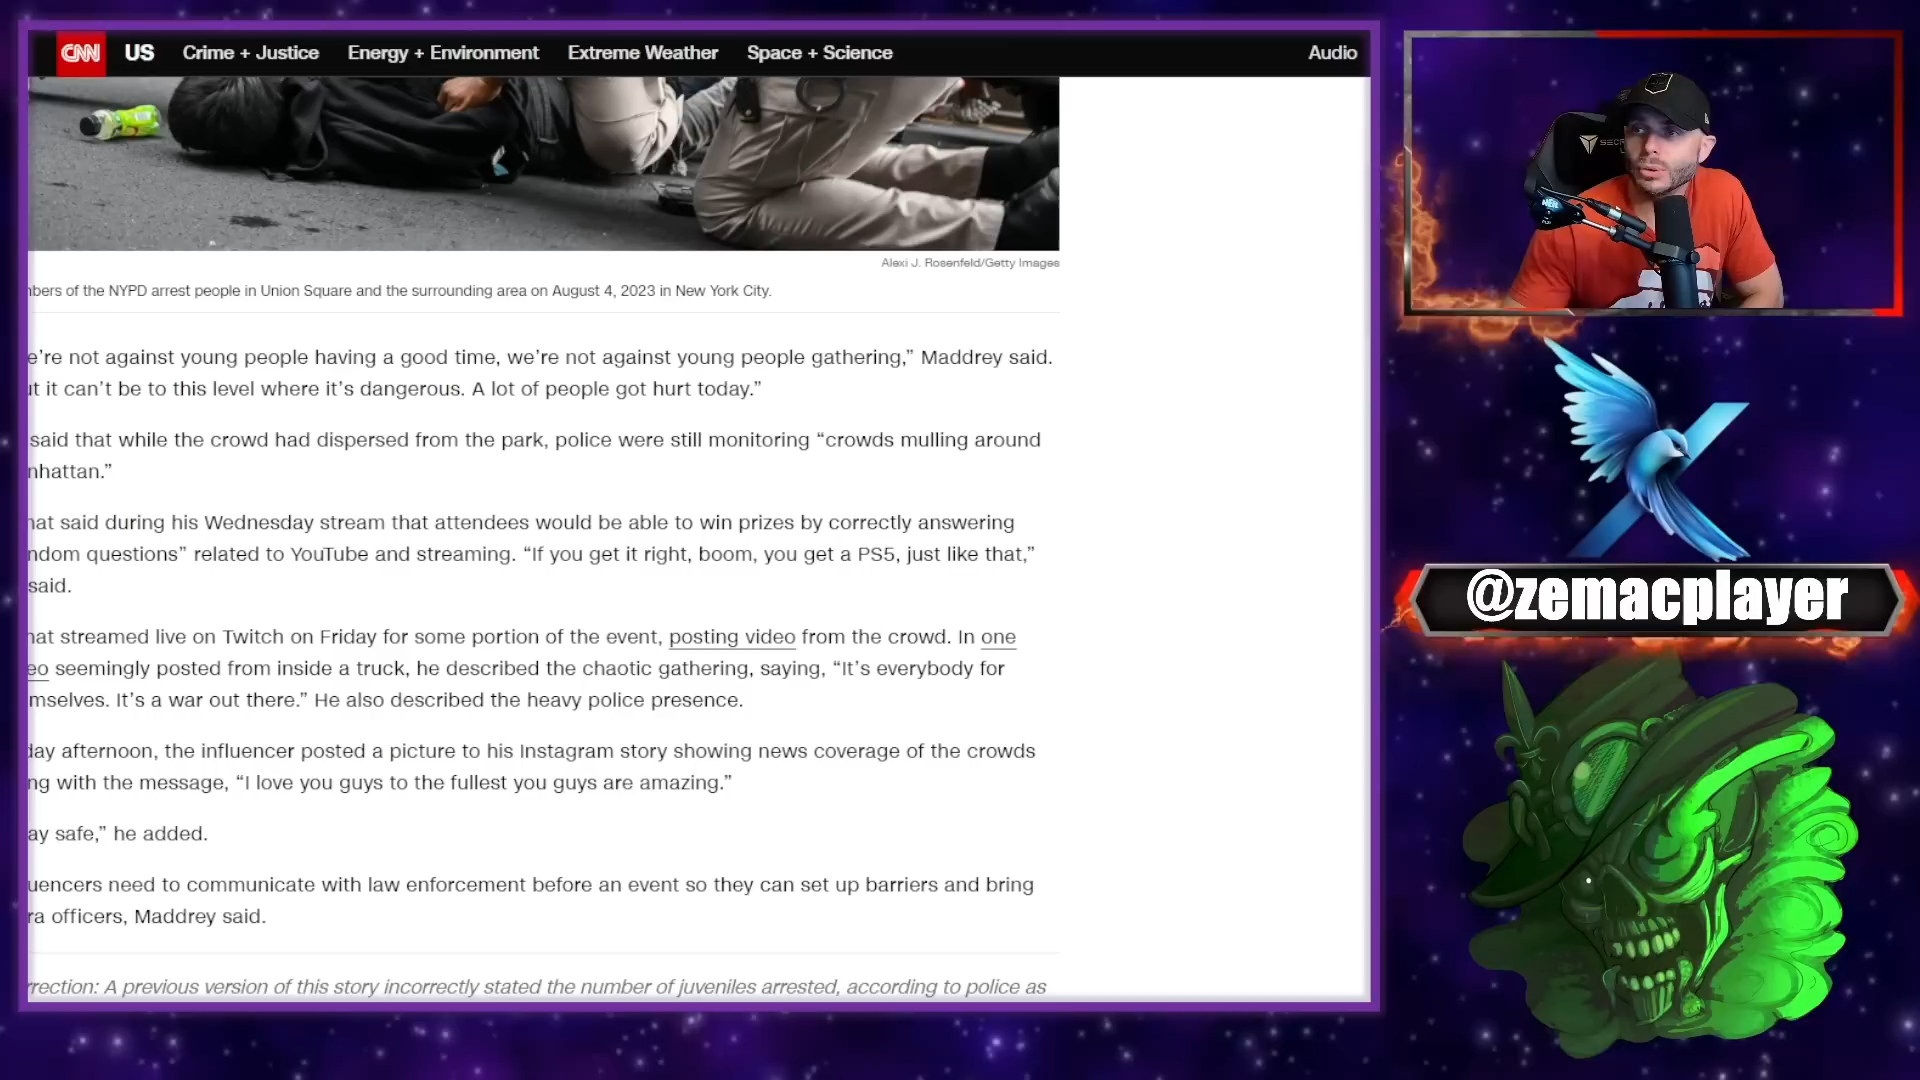 CNN US Crime + Justice Energy + Environment Extreme Weather Space + Science Audio
Alexi J. Rosenfeld/Getty Images
of the NYPD arrest people in Union Square and the surrounding area on August 4, 2023 in New York City.
e’re not against young people having a good time, we’re not against young people gathering,” Maddrey said.
it can’t be to this level where it’s dangerous. A lot of people got hurt today.”
said that while the crowd had dispersed from the park, police were still monitoring “crowds mulling around
nhattan.”
nat said during his Wednesday stream that attendees would be able to win prizes by correctly answering
ndom questions” related to YouTube and streaming. “If you get it right, boom, you get a PS5, just like that,”
said.
nat streamed live on Twitch on Friday for some portion of the event, posting video from the crowd. In one
eo seemingly posted from inside a truck, he described the chaotic gathering, saying, “It’s everybody for
mselves. It’s a war out there.” He also described the heavy police presence.
day afternoon, the influencer posted a picture to his Instagram story showing news coverage of the crowds
ng with the message, “I love you guys to the fullest you guys are amazing.”
ay safe,” he added.
uencers need to communicate with law enforcement before an event so they can set up barriers and bring
ra officers, Maddrey said.
rrection: A previous version of this story incorrectly stated the number of juveniles arrested, according to police as
@zemacplayer